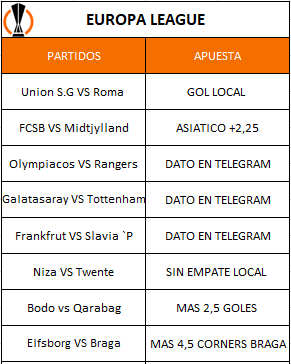 EUROPA LEAGUE
PARTIDOS APUESTA
Union S.G VS Roma GOL LOCAL
FCSB VS Midtjylland ASIATICO +2,25
Olympiacos VS Rangers DATO EN TELEGRAM
Galatasaray VS Tottenham DATO EN TELEGRAM
Frankfrut VS Slavia `P DATO EN TELEGRAM
Niza VS Twente SIN EMPATE LOCAL
Bodo vs Qarabag MAS 2,5 GOLES
Elfsborg VS Braga MAS 4,5 CORNERS BRAGA